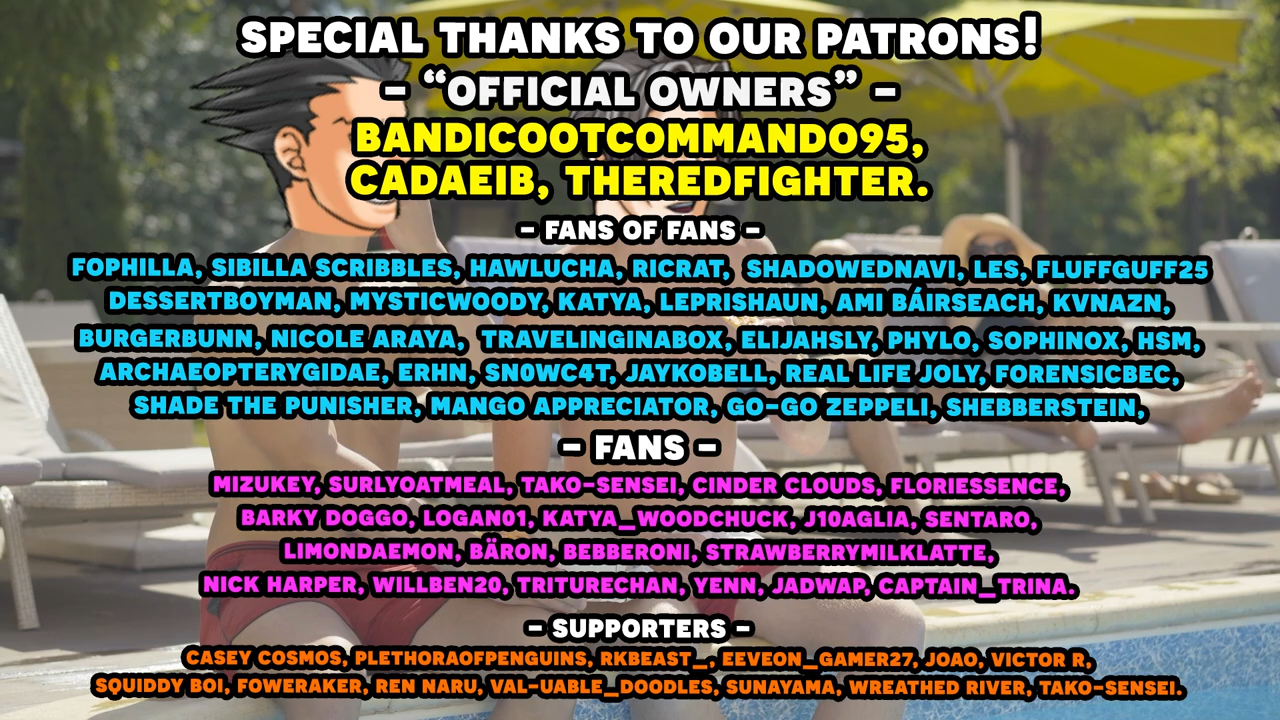 SPECIAL THANKS TO OUR PATRONS!
- “OFFICIAL OWNERS” -
BANDICOOTCOMMANDO95,
CADAEIB, THEREDFIGHTER.
- FANS OF FANS -
FOPHILLA, SIBILLA SCRIBBLES, HAWLUCHA, RICRAT, SHADOWEDNAVI, LES, FLUFFGUFF25
DESSERTBOYMAN, MYSTICWOODY, KATYA, LEPRISHAUN, AMI BÁIRSEACH, KVNAZN,
BURGERBUNN, NICOLE ARAYA, TRAVELINGINABOX, ELIJAHSLY, PHYLO, SOPHINOX, HSM,
ARCHAEOPTERYGIDAE, ERHN, SN0WC4T, JAYKOBELL, REAL LIFE JOLY, FORENSICBEC,
SHADE THE PUNISHER, MANGO APPRECIATOR, GO-GO ZEPPELI, SHEBBERSTEIN,
- FANS -
MIZUKEY, SURLYOATMEAL, TAKO-SENSEI, CINDER CLOUDS, FLORIESSENCE,
BARKY DOGGO, LOGAN01, KATYA_WOODCHUCK, J10AGLIA, SENTARO,
LIMONDAEMON, BÄRON, BEBBERONI, STRAWBERRYMILKLATTE,
NICK HARPER, WILLBEN20, TRITURECHAN, YENN, JADWAP, CAPTAIN_TRINA.
- SUPPORTERS -
CASEY COSMOS, PLETHORAOFPENGUINS, RKBEAST_, EEVEON_GAMER27, JOAO, VICTOR R,
SQUIDDY BOI, FOWERAKER, REN NARU, VAL-UABLE_DOODLES, SUNAYAMA, WREATHED RIVER, TAKO-SENSEI.